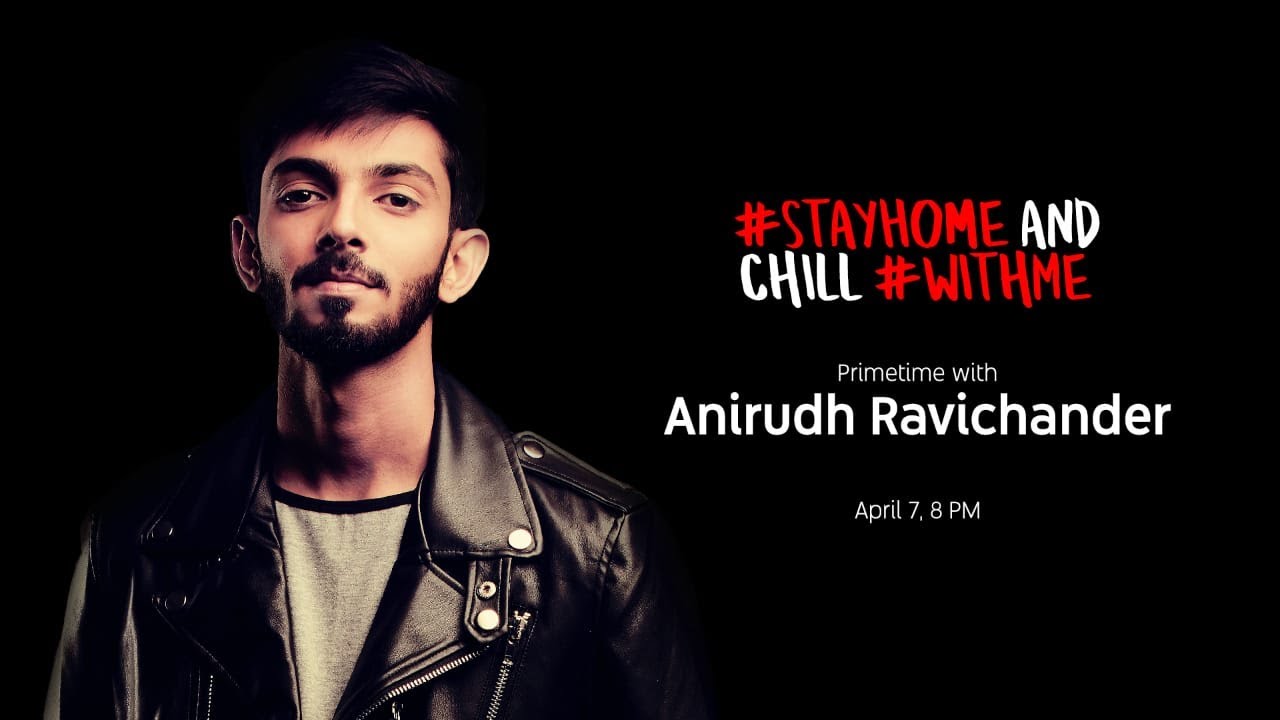 #STAYHOME AND
CHILL #WITHME
Primetime with
Anirudh Ravichander
April 7, 8 PM